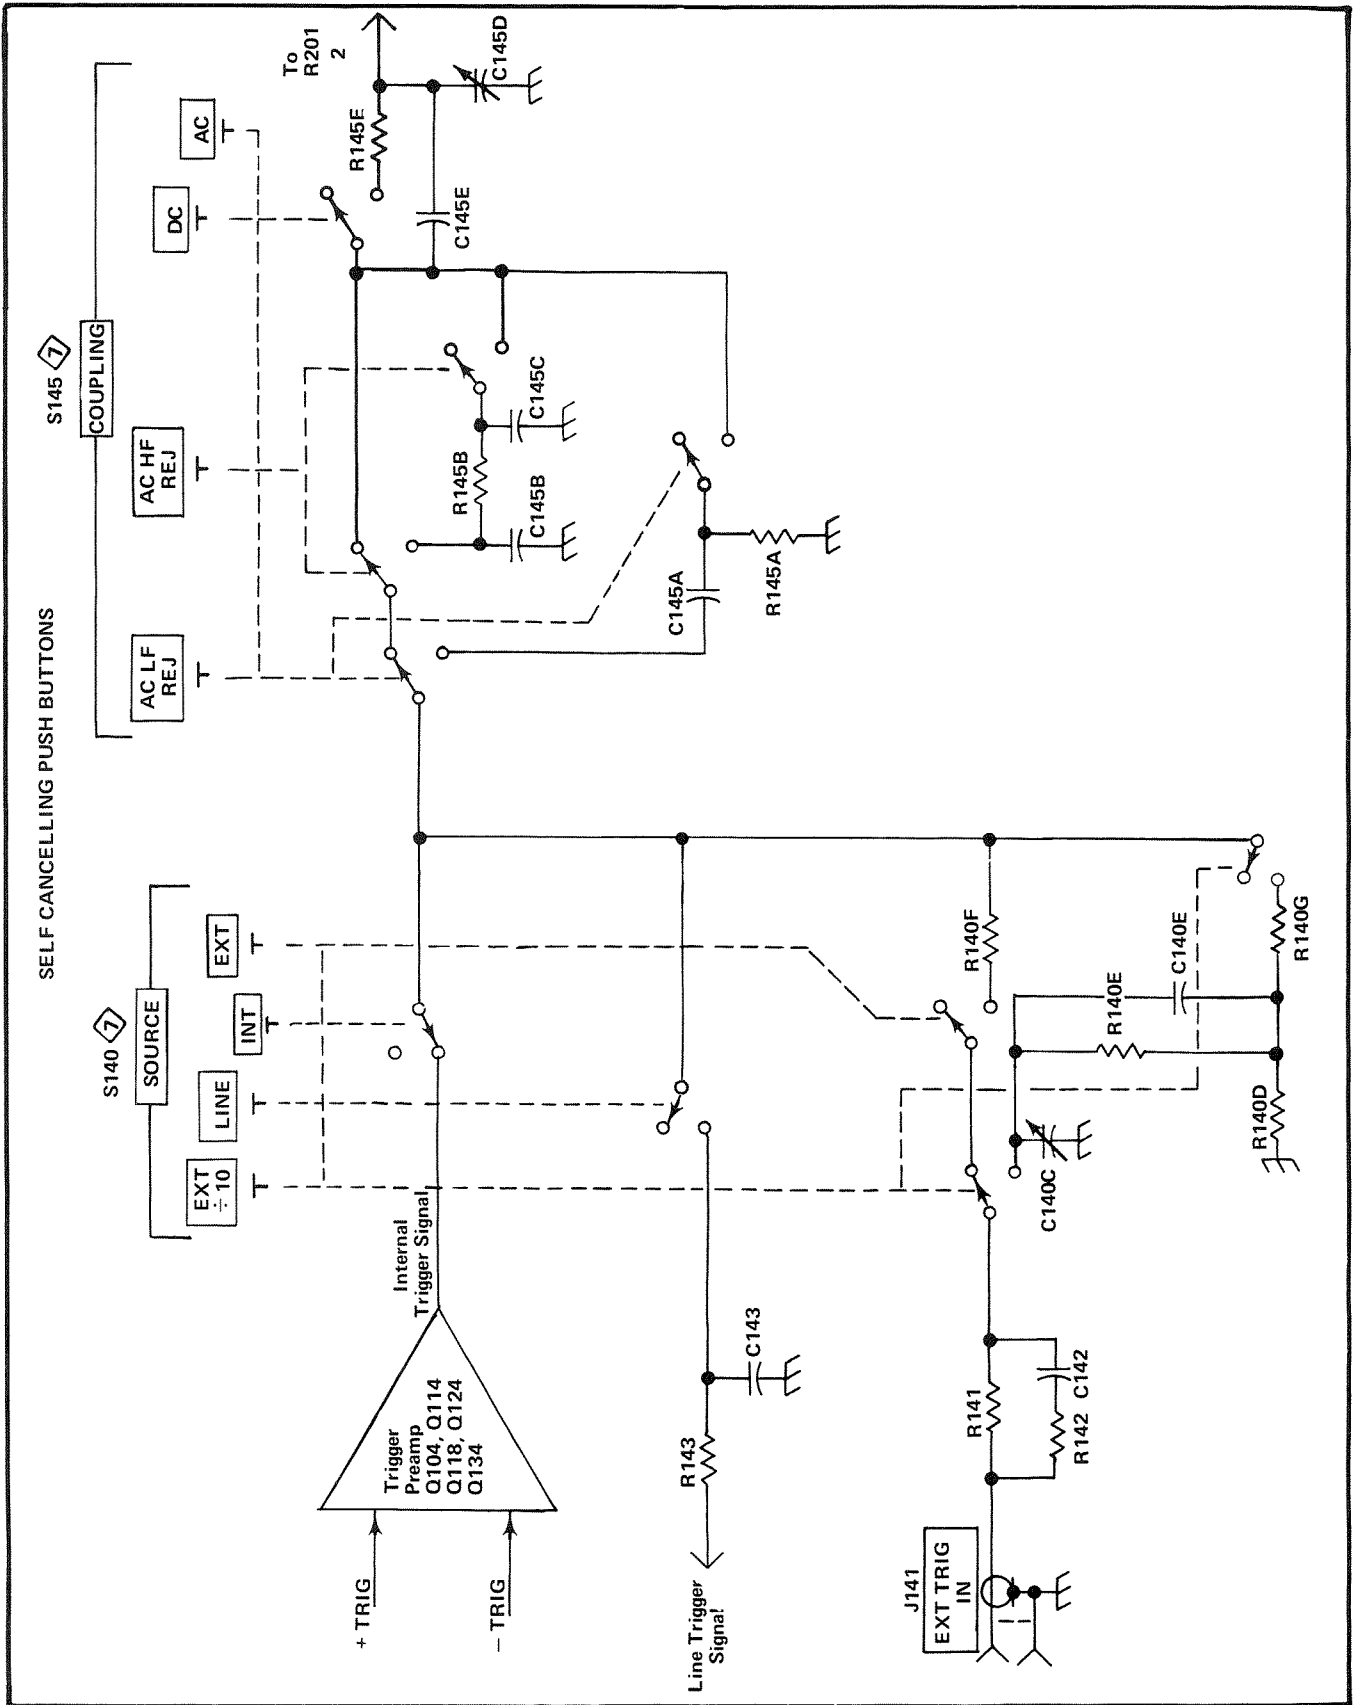 SELF CANCELLING PUSH BUTTONS
S140 7
SOURCE
EXT
÷10
LINE
INT
EXT
S145 7
COUPLING
AC LF
REJ
AC HF
REJ
DC
AC
To
R201
2
+ TRIG
– TRIG
Trigger
Preamp
Q104, Q114
Q118, Q124
Q134
Internal
Trigger Signal
R145E
C145D
C145E
R145B
C145C
C145B
C145A
R145A
Line Trigger
Signal
R143
C143
J141
EXT TRIG
IN
R141
R142
C142
R140F
C140C
R140E
C140E
R140D
R140G